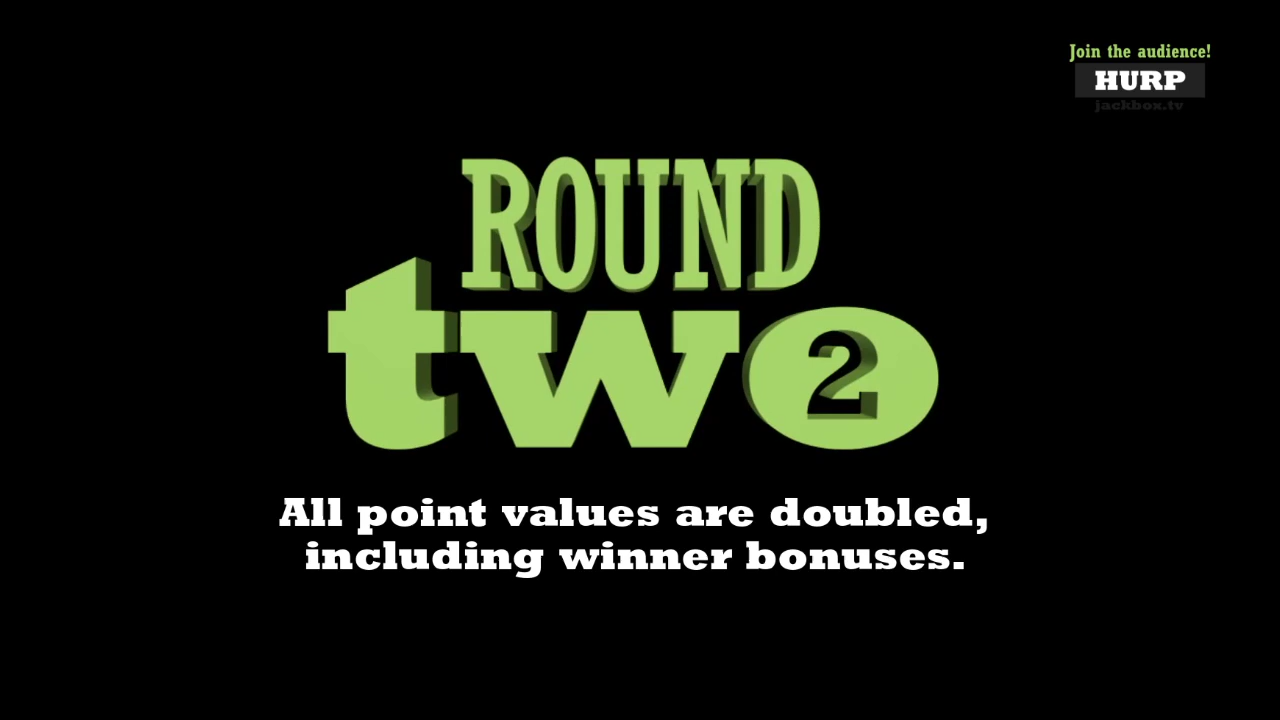 Join the audience!
HURP
jackbox.tv
ROUND
two
2
All point values are doubled,
including winner bonuses.